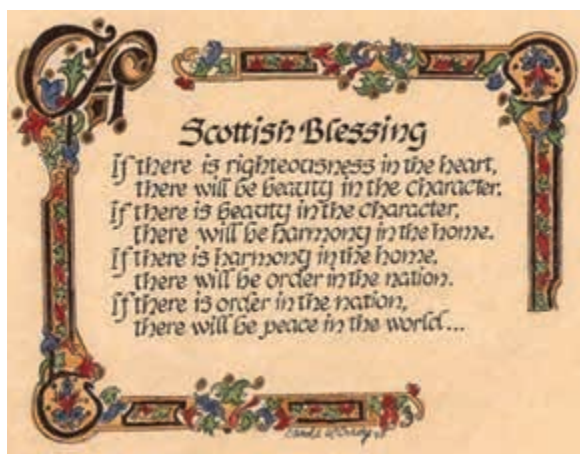 Scottish Blessing
If there is righteousness in the heart,
there will be beauty in the character.
If there is beauty in the character,
there will be harmony in the home.
If there is harmony in the home,
there will be order in the nation.
If there is order in the nation,
there will be peace in the world...